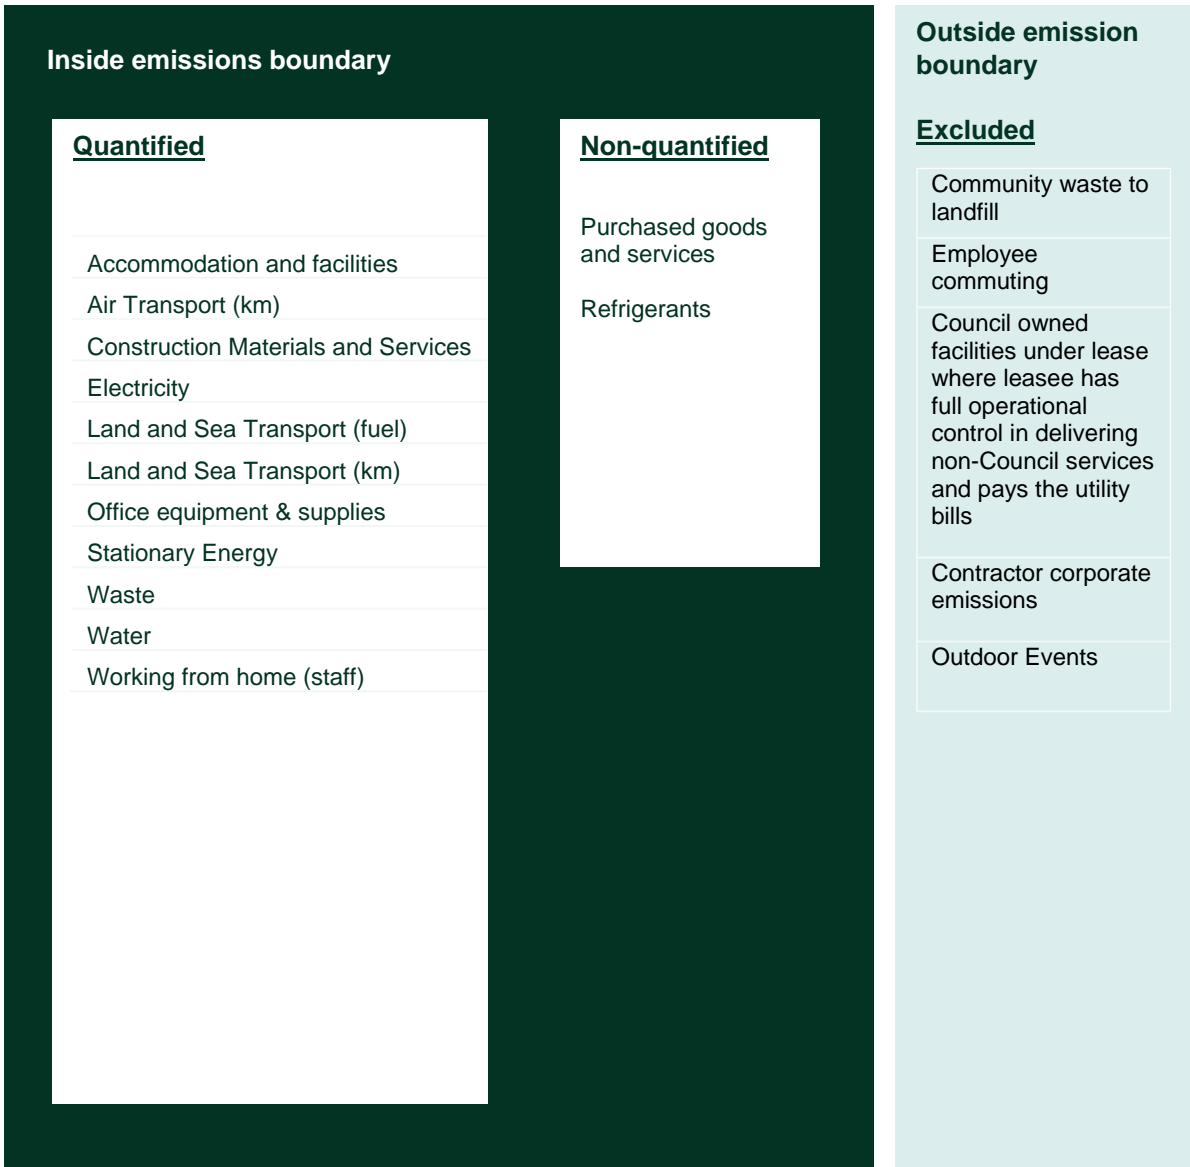 Inside emissions boundary
Quantified
Accommodation and facilities
Air Transport (km)
Construction Materials and Services
Electricity
Land and Sea Transport (fuel)
Land and Sea Transport (km)
Office equipment & supplies
Stationary Energy
Waste
Water
Working from home (staff)
Non-quantified
Purchased goods
and services
Refrigerants
Outside emission
boundary
Excluded
Community waste to
landfill
Employee
commuting
Council owned
facilities under lease
where leasee has
full operational
control in delivering
non-Council services
and pays the utility
bills
Contractor corporate
emissions
Outdoor Events